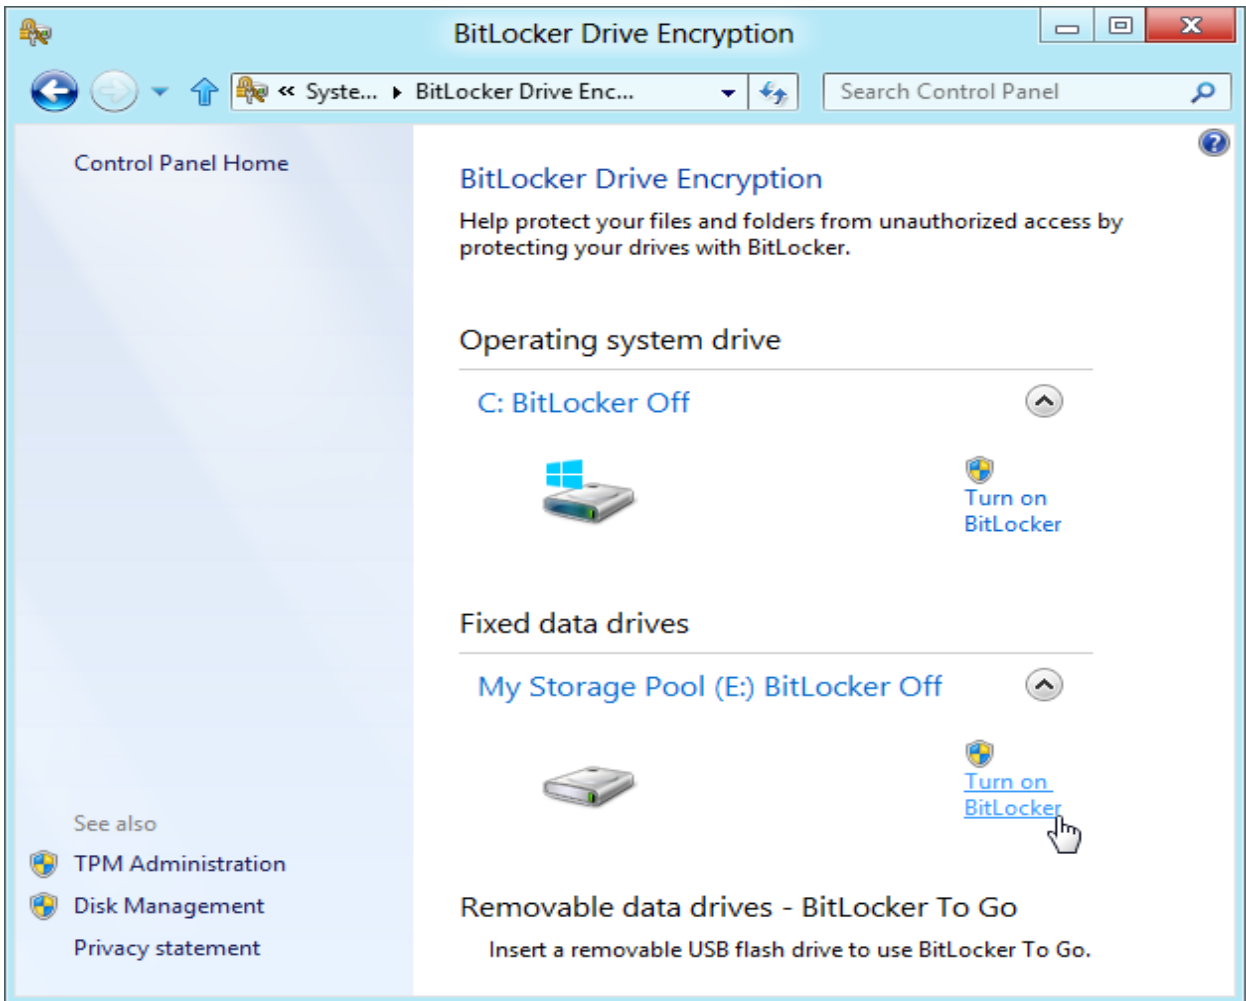 BitLocker Drive Encryption
« Syste... ▸ BitLocker Drive Enc...
Search Control Panel
Control Panel Home
BitLocker Drive Encryption
Help protect your files and folders from unauthorized access by
protecting your drives with BitLocker.
Operating system drive
C: BitLocker Off
Turn on
BitLocker
Fixed data drives
My Storage Pool (E:) BitLocker Off
Turn on
BitLocker
See also
TPM Administration
Disk Management
Privacy statement
Removable data drives - BitLocker To Go
Insert a removable USB flash drive to use BitLocker To Go.